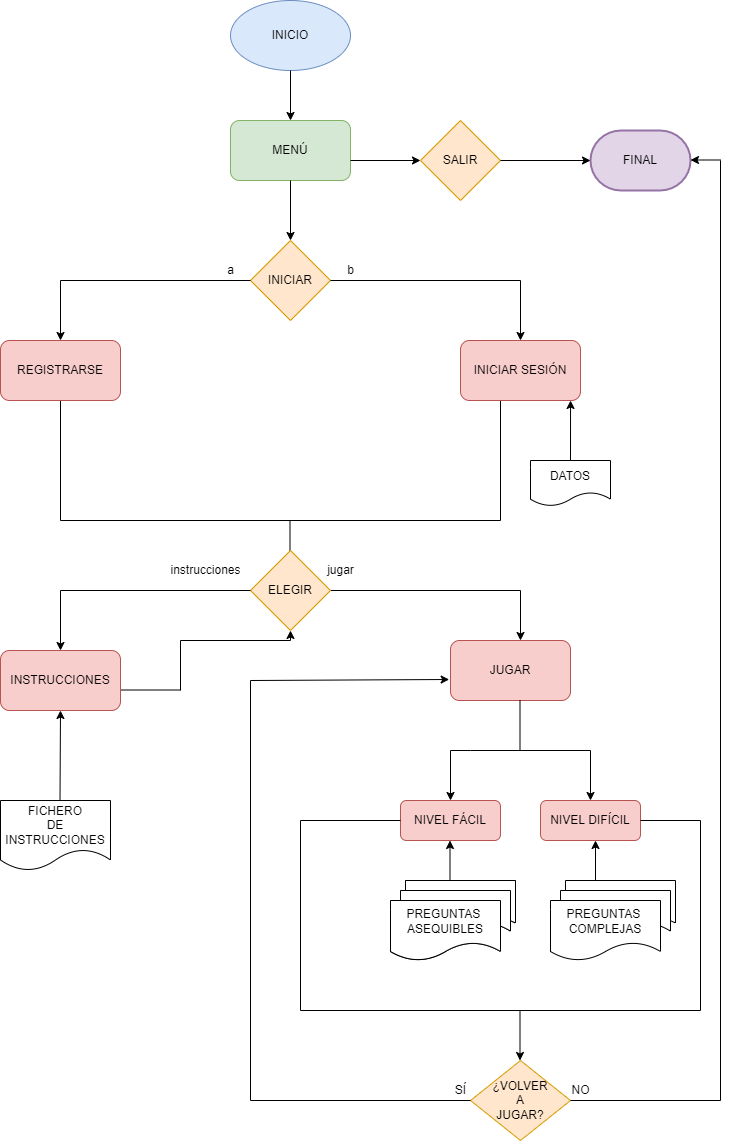 INICIO
MENÚ
SALIR
FINAL
a
b
INICIAR
REGISTRARSE
INICIAR SESIÓN
DATOS
instrucciones
jugar
ELEGIR
INSTRUCCIONES
JUGAR
FICHERO
DE
INSTRUCCIONES
NIVEL FÁCIL
NIVEL DIFÍCIL
PREGUNTAS
ASEQUIBLES
PREGUNTAS
COMPLEJAS
SÍ
¿VOLVER
A
JUGAR?
NO